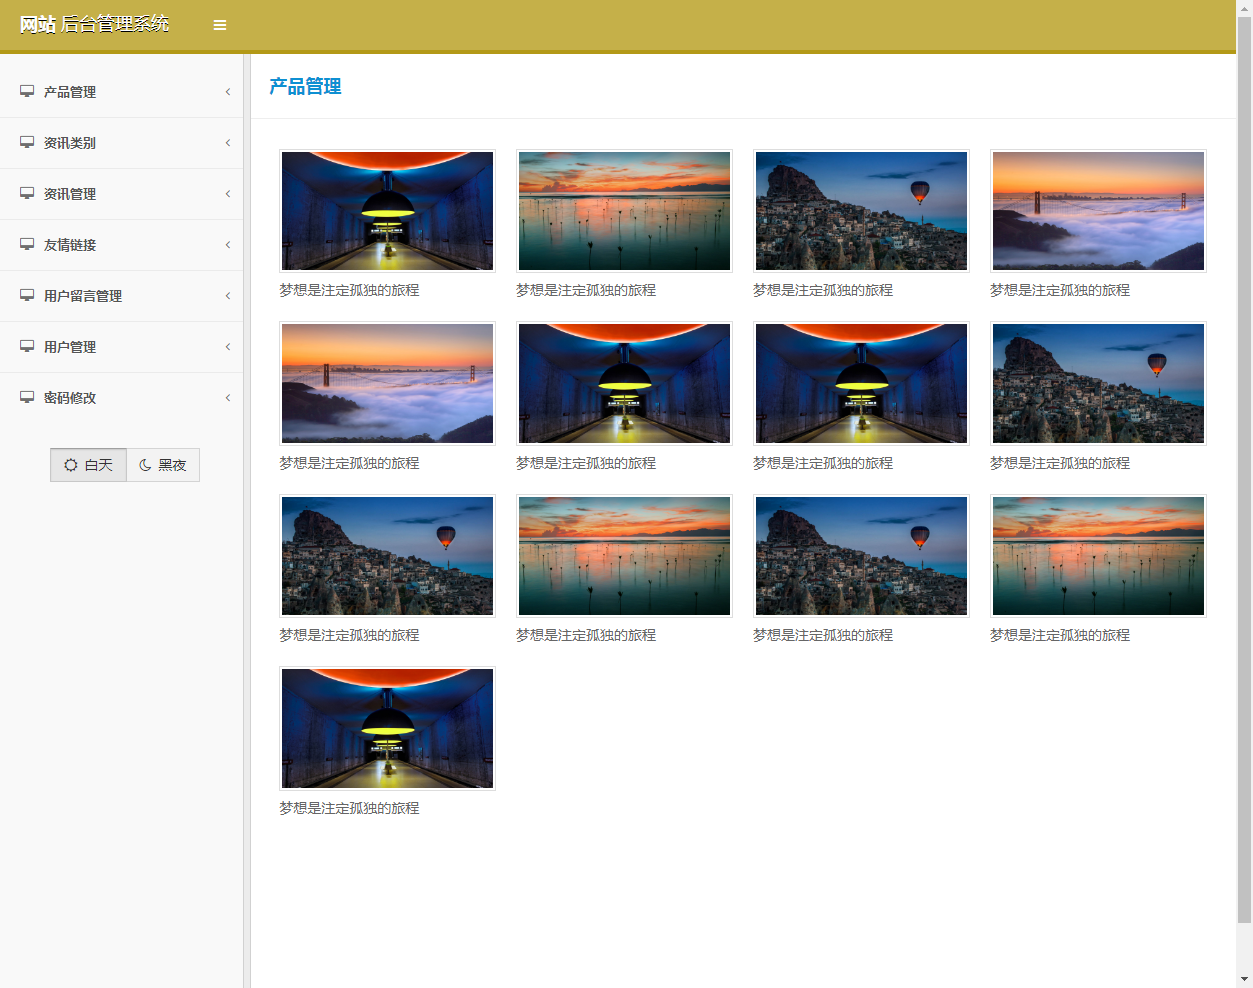 网站 后台管理系统
产品管理
产品管理
资讯类别
资讯管理
友情链接
用户留言管理
用户管理
密码修改
白天 黑夜
梦想是注定孤独的旅程 梦想是注定孤独的旅程 梦想是注定孤独的旅程 梦想是注定孤独的旅程
梦想是注定孤独的旅程 梦想是注定孤独的旅程 梦想是注定孤独的旅程 梦想是注定孤独的旅程
梦想是注定孤独的旅程 梦想是注定孤独的旅程 梦想是注定孤独的旅程 梦想是注定孤独的旅程
梦想是注定孤独的旅程